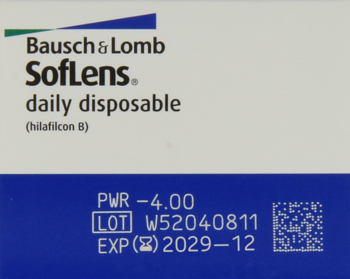 Bausch & Lomb
SofLens®
daily disposable
(hilafilcon B)
PWR -4.00
LOT W52040811
EXP (⌛) 2029-12